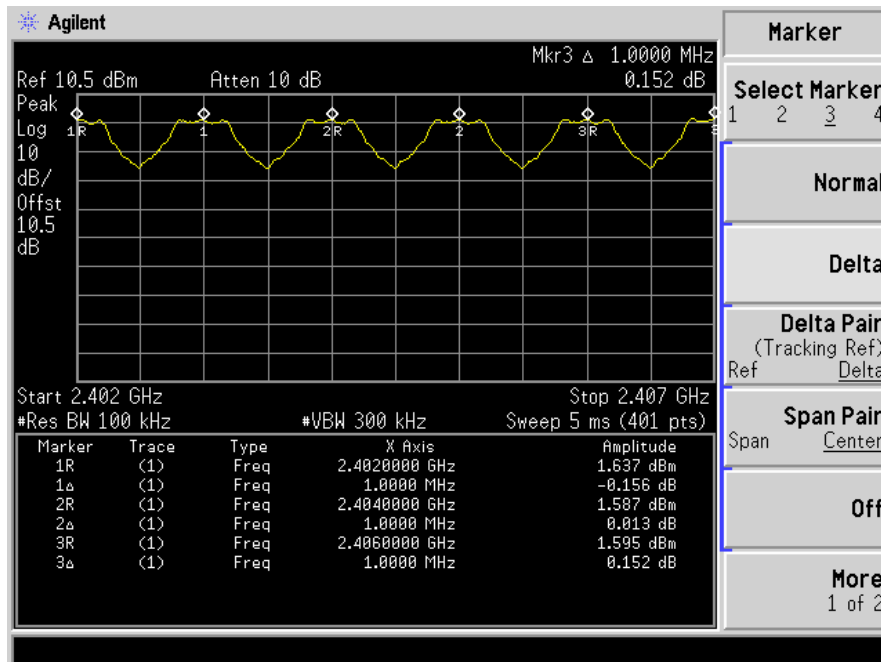 Agilent
Mkr3 Δ 1.0000 MHz
Ref 10.5 dBm Atten 10 dB 0.152 dB
Peak
Log
10
dB/
Offst
10.5
dB
1R 1 2R 2 3R 3
Start 2.402 GHz Stop 2.407 GHz
#Res BW 100 kHz #VBW 300 kHz Sweep 5 ms (401 pts)
Marker Trace Type X Axis Amplitude
1R (1) Freq 2.4020000 GHz 1.637 dBm
1Δ (1) Freq 1.0000 MHz -0.156 dB
2R (1) Freq 2.4040000 GHz 1.587 dBm
2Δ (1) Freq 1.0000 MHz 0.013 dB
3R (1) Freq 2.4060000 GHz 1.595 dBm
3Δ (1) Freq 1.0000 MHz 0.152 dB
Marker
Select Marker
1 2 3 4
Normal
Delta
Delta Pair
(Tracking Ref)
Ref Delta
Span Pair
Span Center
Off
More
1 of 2